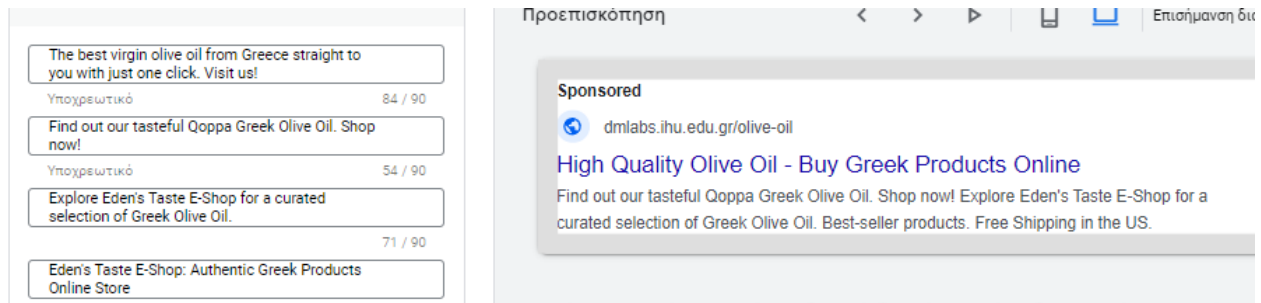 The best virgin olive oil from Greece straight to
you with just one click. Visit us!
Υποχρεωτικό 84 / 90
Find out our tasteful Qoppa Greek Olive Oil. Shop
now!
Υποχρεωτικό 54 / 90
Explore Eden's Taste E-Shop for a curated
selection of Greek Olive Oil.
71 / 90
Eden's Taste E-Shop: Authentic Greek Products
Online Store
Προεπισκόπηση
Επισήμανση
Sponsored
dmlabs.ihu.edu.gr/olive-oil
High Quality Olive Oil - Buy Greek Products Online
Find out our tasteful Qoppa Greek Olive Oil. Shop now! Explore Eden's Taste E-Shop for a
curated selection of Greek Olive Oil. Best-seller products. Free Shipping in the US.